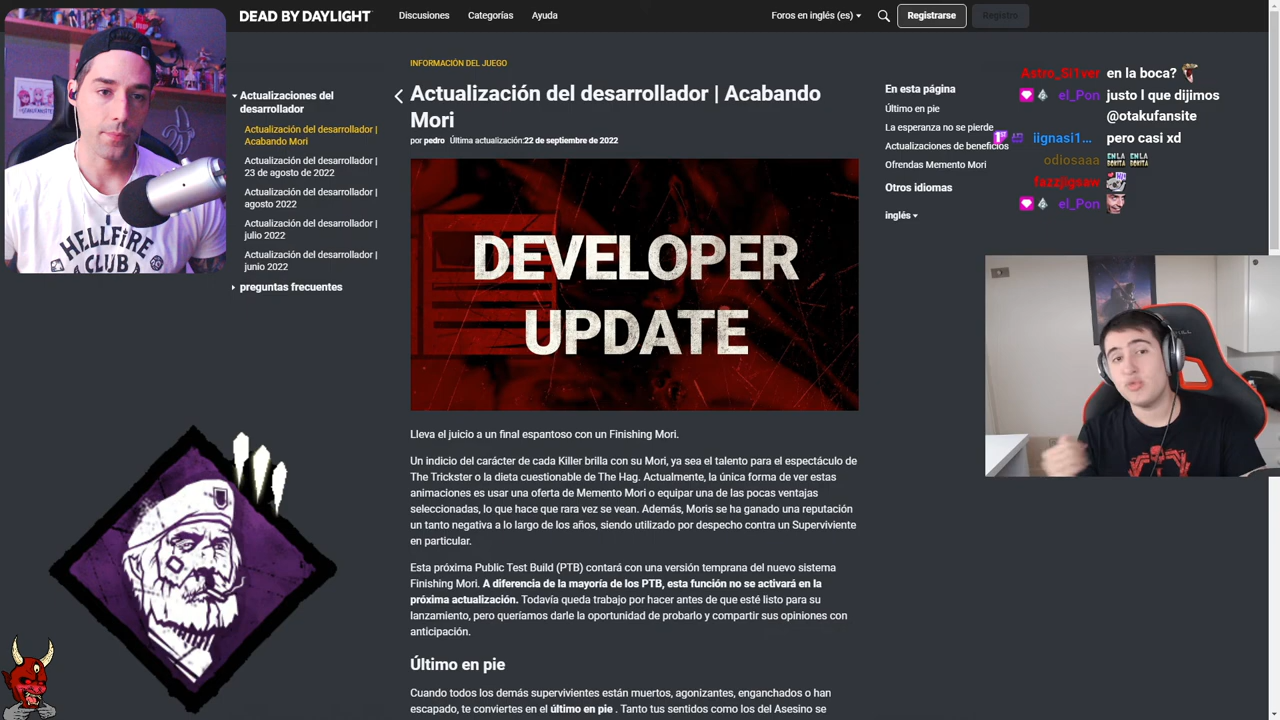 DEAD BY DAYLIGHT
Discusiones
Categorías
Ayuda
Foros en inglés (es)
Registrarse
Registro
Actualizaciones del
desarrollador
Actualización del desarrollador |
Acabando Mori
Actualización del desarrollador |
23 de agosto de 2022
Actualización del desarrollador |
agosto 2022
Actualización del desarrollador |
julio 2022
Actualización del desarrollador |
junio 2022
preguntas frecuentes
INFORMACIÓN DEL JUEGO
Actualización del desarrollador | Acabando
Mori
por pedro Última actualización:22 de septiembre de 2022
DEVELOPER
UPDATE
Lleva el juicio a un final espantoso con un Finishing Mori.
Un indicio del carácter de cada Killer brilla con su Mori, ya sea el talento para el espectáculo de
The Trickster o la dieta cuestionable de The Hag. Actualmente, la única forma de ver estas
animaciones es usar una oferta de Memento Mori o equipar una de las pocas ventajas
seleccionadas, lo que hace que rara vez se vean. Además, Moris se ha ganado una reputación
un tanto negativa a lo largo de los años, siendo utilizado por despecho contra un Superviviente
en particular.
Esta próxima Public Test Build (PTB) contará con una versión temprana del nuevo sistema
Finishing Mori. A diferencia de la mayoría de los PTB, esta función no se activará en la
próxima actualización. Todavía queda trabajo por hacer antes de que esté listo para su
lanzamiento, pero queríamos darle la oportunidad de probarlo y compartir sus opiniones con
anticipación.
Último en pie
Cuando todos los demás supervivientes están muertos, agonizantes, enganchados o han
escapado, te conviertes en el último en pie . Tanto tus sentidos como los del Asesino se
En esta página
Último en pie
La esperanza no se pierde
Actualizaciones de beneficios
Ofrendas Memento Mori
Otros idiomas
inglés
Astro_Si1ver en la boca?
el_Pon justo l que dijimos
@otakufansite
1st iignasi1... pero casi xd
odiosaaa
fazzjigsaw
el_Pon
HELLFIRE
CLUB